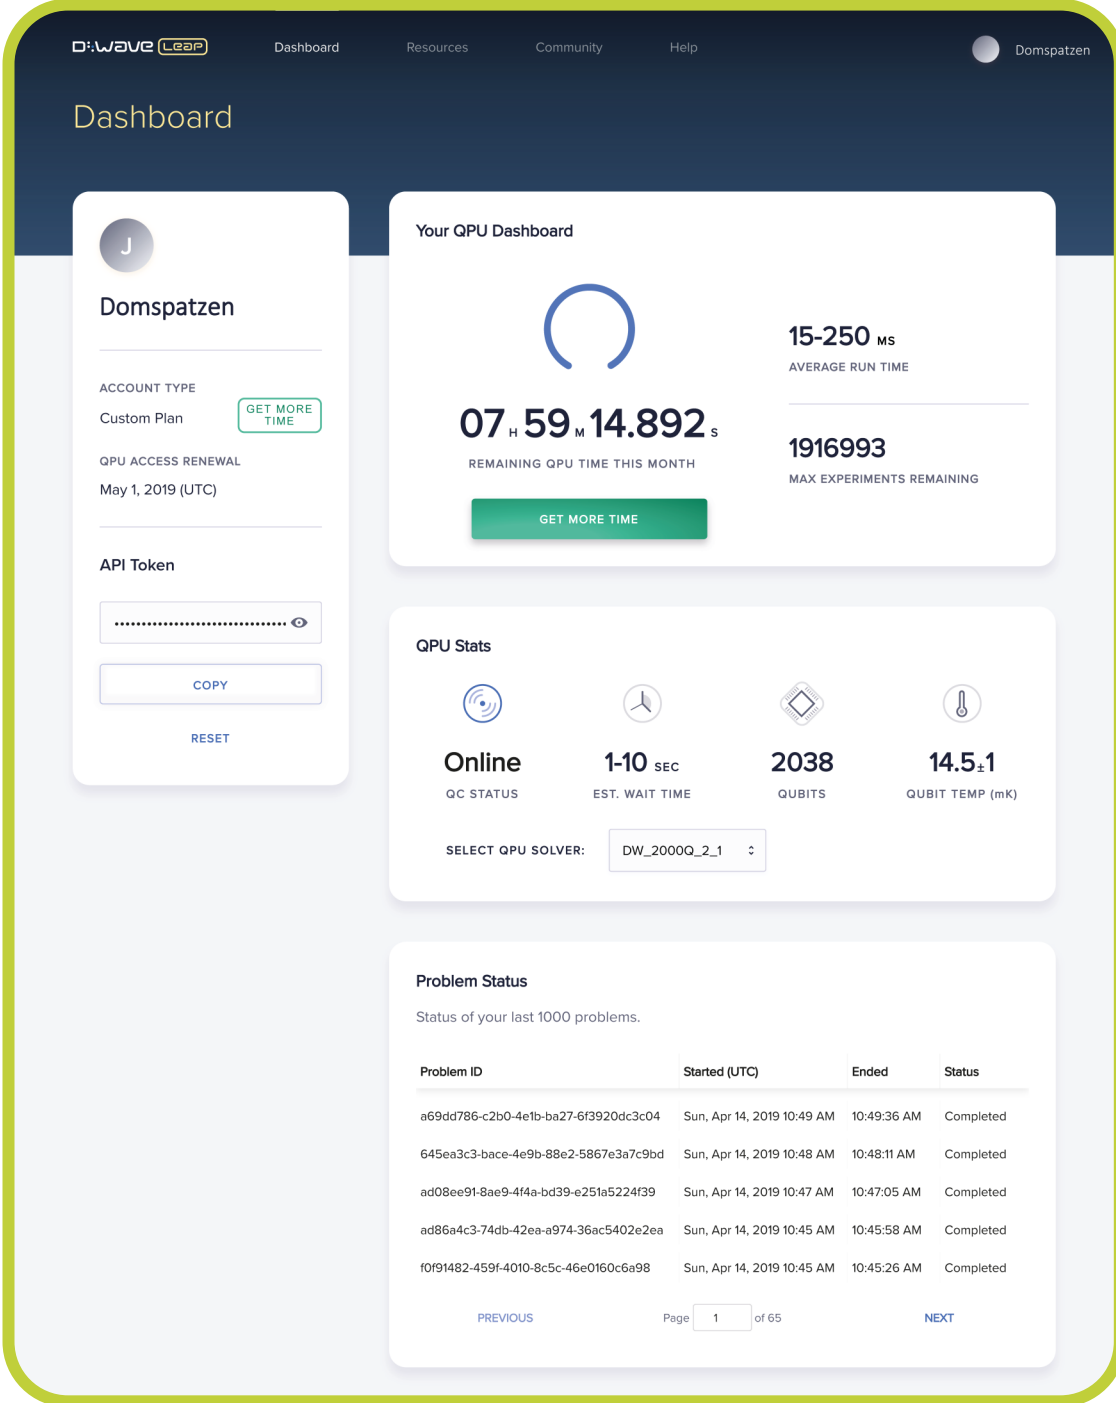 D:Wave Leap
Dashboard
Resources
Community
Help
Domspatzen
Dashboard
J
Domspatzen
ACCOUNT TYPE
Custom Plan
GET MORE
TIME
QPU ACCESS RENEWAL
May 1, 2019 (UTC)
API Token
COPY
RESET
Your QPU Dashboard
07 H 59 M 14.892 S
REMAINING QPU TIME THIS MONTH
GET MORE TIME
15-250 MS
AVERAGE RUN TIME
1916993
MAX EXPERIMENTS REMAINING
QPU Stats
Online
QC STATUS
1-10 SEC
EST. WAIT TIME
2038
QUBITS
14.5±1
QUBIT TEMP (mK)
SELECT QPU SOLVER:
DW_2000Q_2_1
Problem Status
Status of your last 1000 problems.
Problem ID Started (UTC) Ended Status
a69dd786-c2b0-4e1b-ba27-6f3920dc3c04 Sun, Apr 14, 2019 10:49 AM 10:49:36 AM Completed
645ea3c3-bace-4e9b-88e2-5867e3a7c9bd Sun, Apr 14, 2019 10:48 AM 10:48:11 AM Completed
ad08ee91-8ae9-4f4a-bd39-e251a5224f39 Sun, Apr 14, 2019 10:47 AM 10:47:05 AM Completed
ad86a4c3-74db-42ea-a974-36ac5402e2ea Sun, Apr 14, 2019 10:45 AM 10:45:58 AM Completed
f0f91482-459f-4010-8c5c-46e0160c6a98 Sun, Apr 14, 2019 10:45 AM 10:45:26 AM Completed
PREVIOUS
Page 1 of 65
NEXT